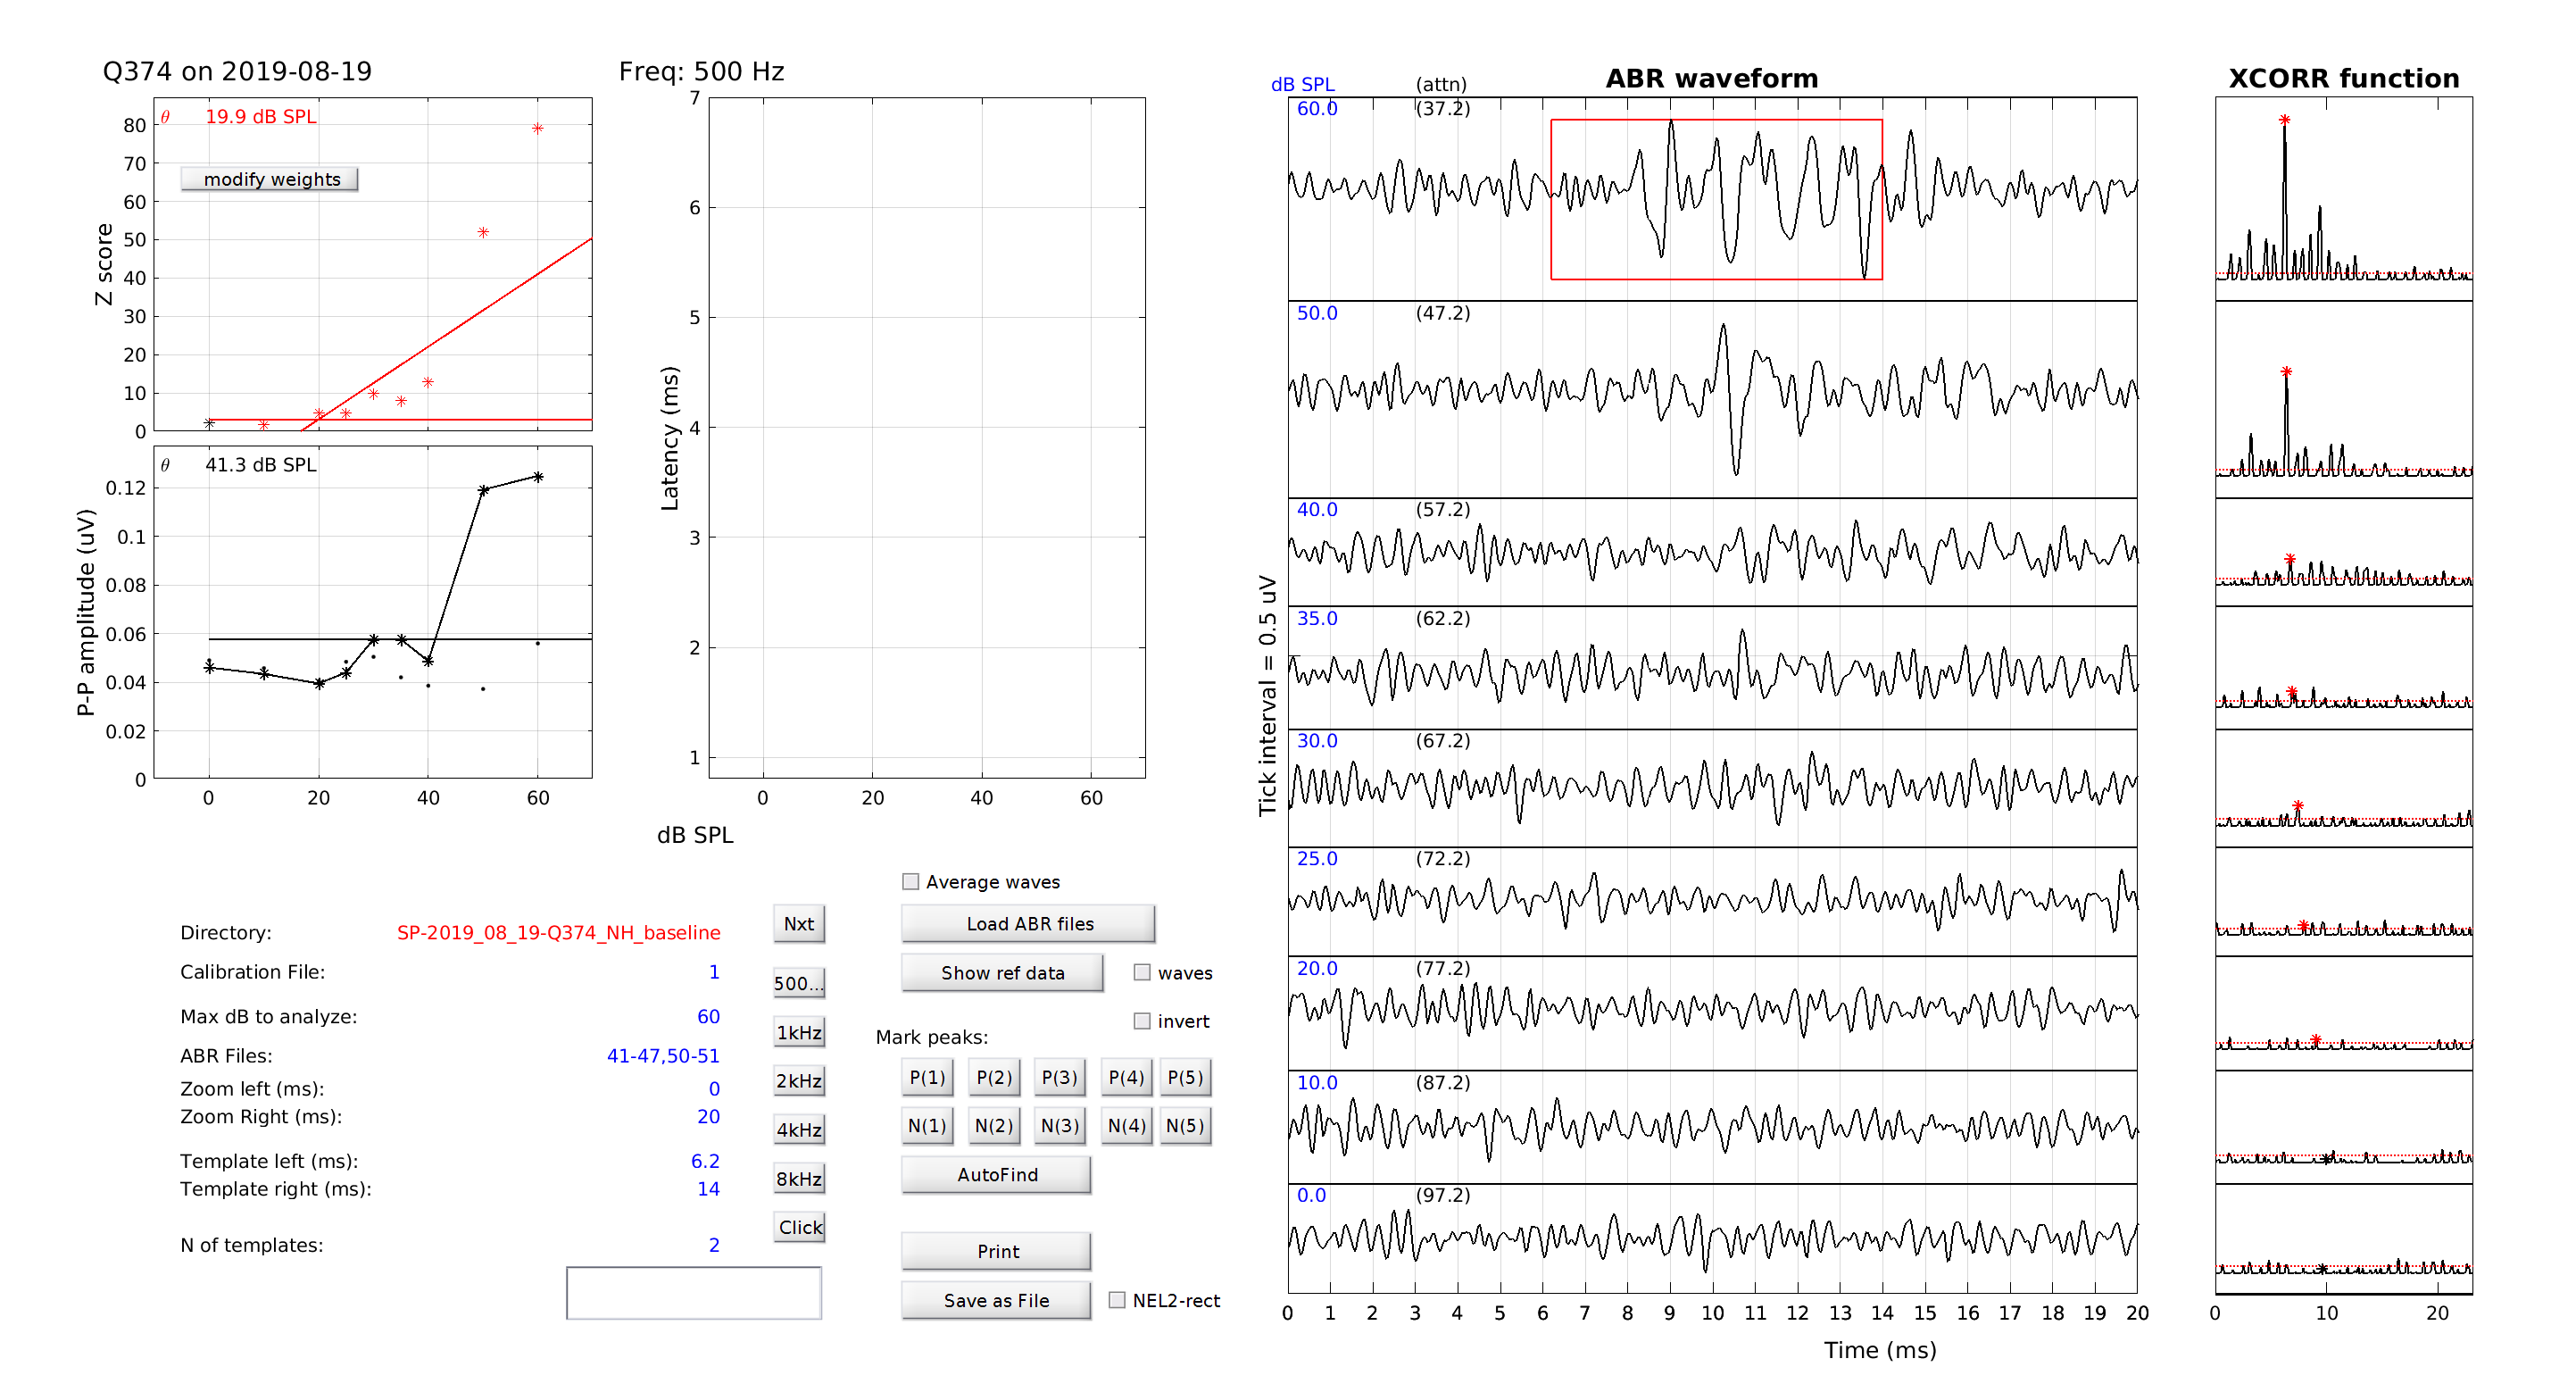 Q374 on 2019-08-19
Freq: 500 Hz
θ 19.9 dB SPL
modify weights
Z score
80
70
60
50
40
30
20
10
0
θ 41.3 dB SPL
P-P amplitude (uV)
0.12
0.1
0.08
0.06
0.04
0.02
0
0 20 40 60
Latency (ms)
7
6
5
4
3
2
1
0 20 40 60
dB SPL
Directory: SP-2019_08_19-Q374_NH_baseline
Calibration File: 1
Max dB to analyze: 60
ABR Files: 41-47,50-51
Zoom left (ms): 0
Zoom Right (ms): 20
Template left (ms): 6.2
Template right (ms): 14
N of templates: 2
Nxt
500...
1kHz
2kHz
4kHz
8kHz
Click
Average waves
Load ABR files
Show ref data
waves
invert
Mark peaks:
P(1) P(2) P(3) P(4) P(5)
N(1) N(2) N(3) N(4) N(5)
AutoFind
Print
Save as File
NEL2-rect
dB SPL (attn) ABR waveform
60.0 (37.2)
50.0 (47.2)
40.0 (57.2)
35.0 (62.2)
30.0 (67.2)
25.0 (72.2)
20.0 (77.2)
10.0 (87.2)
0.0 (97.2)
Tick interval = 0.5 uV
0 1 2 3 4 5 6 7 8 9 10 11 12 13 14 15 16 17 18 19 20
Time (ms)
XCORR function
0 10 20